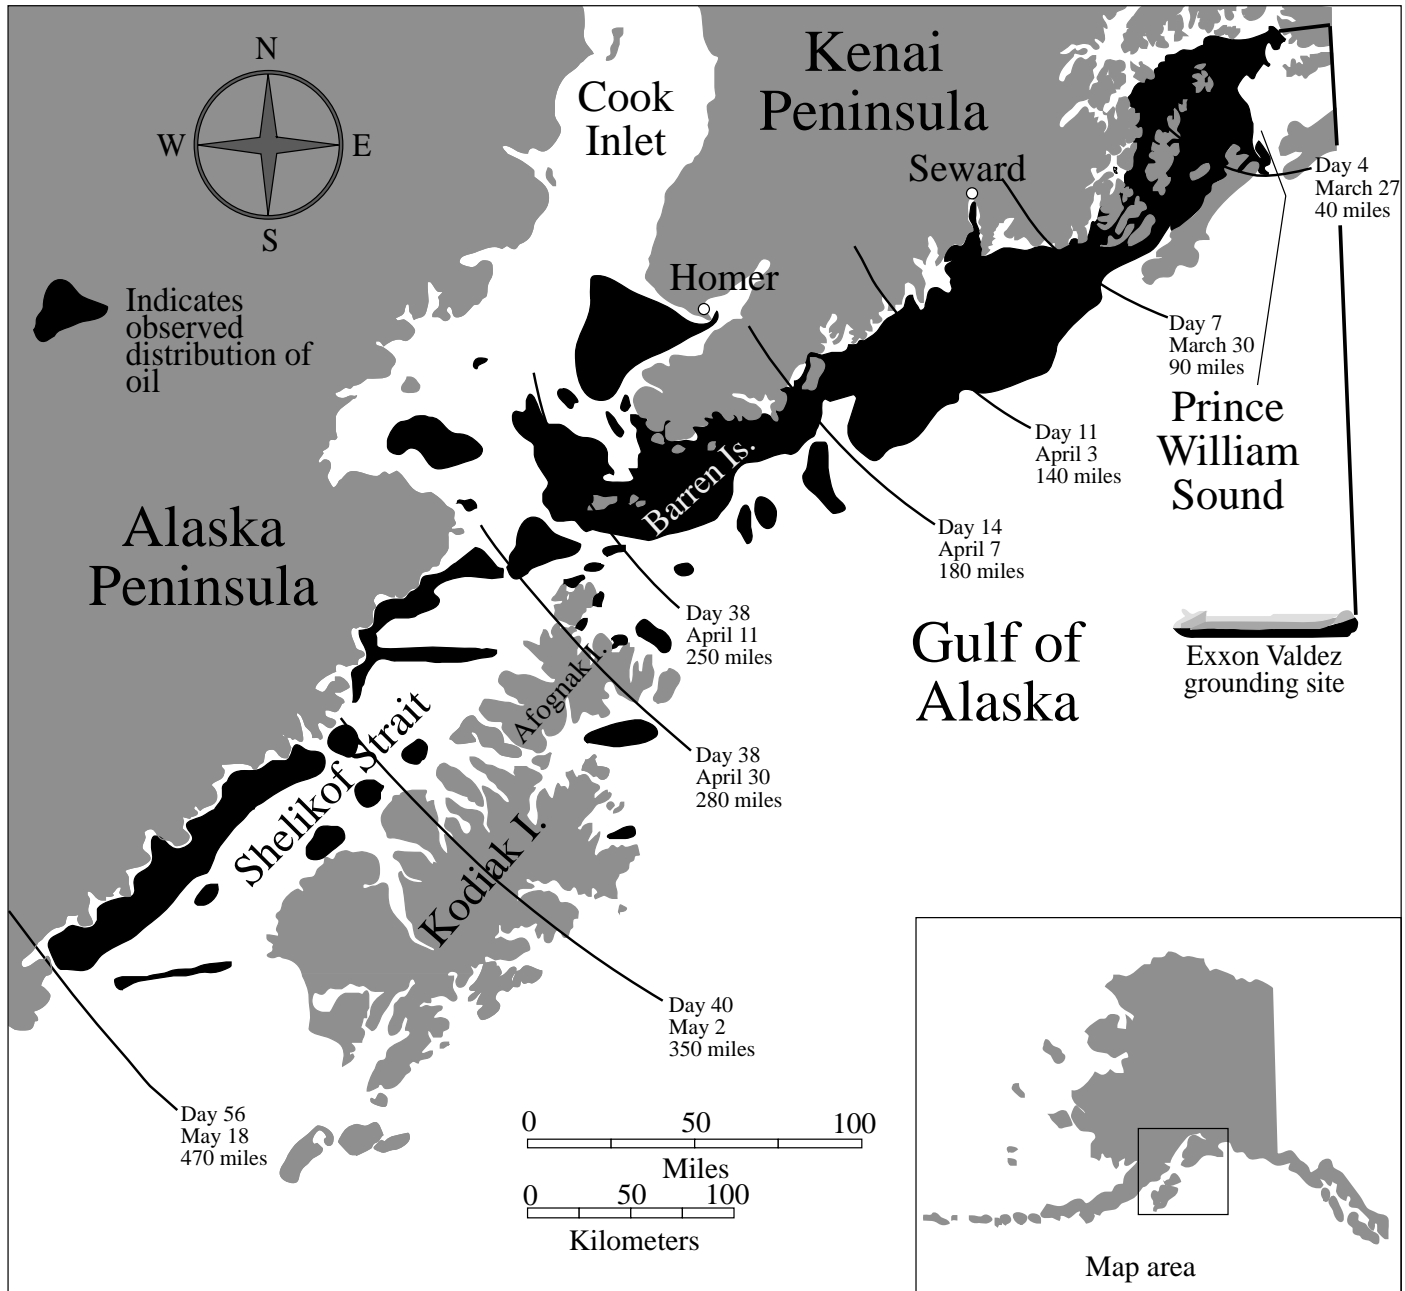 N
W
E
S
Indicates
observed
distribution of
oil
Cook
Inlet
Kenai
Peninsula
Seward
Homer
Day 4
March 27
40 miles
Day 7
March 30
90 miles
Prince
William
Sound
Day 11
April 3
140 miles
Day 14
April 7
180 miles
Barren Is.
Alaska
Peninsula
Day 38
April 11
250 miles
Gulf of
Alaska
Exxon Valdez
grounding site
Afognak I.
Day 38
April 30
280 miles
Shelikof Strait
Kodiak I.
Day 40
May 2
350 miles
Day 56
May 18
470 miles
0 50 100
Miles
0 50 100
Kilometers
Map area